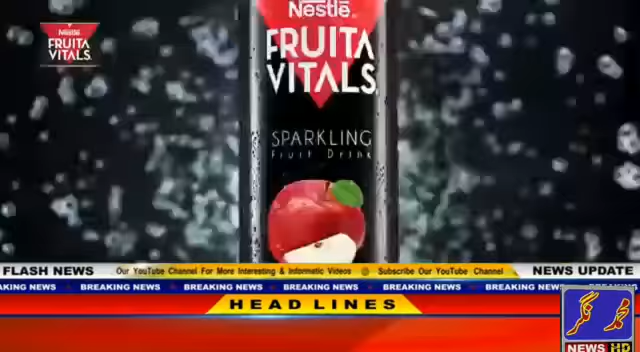 Nestlé
FRUITA
VITALS
Nestlé
FRUITA
VITALS
SPARKLING
Fruit Drink
FLASH NEWS
Our YouTube Channel For More Interesting & Informatic Videos @ Subscribe Our YouTube Channel
NEWS UPDATE
AKING NEWS BREAKING NEWS BREAKING NEWS BREAKING NEWS BREAKING NEWS BREAKING NEWS BREA
HEAD LINES
NEWS HD